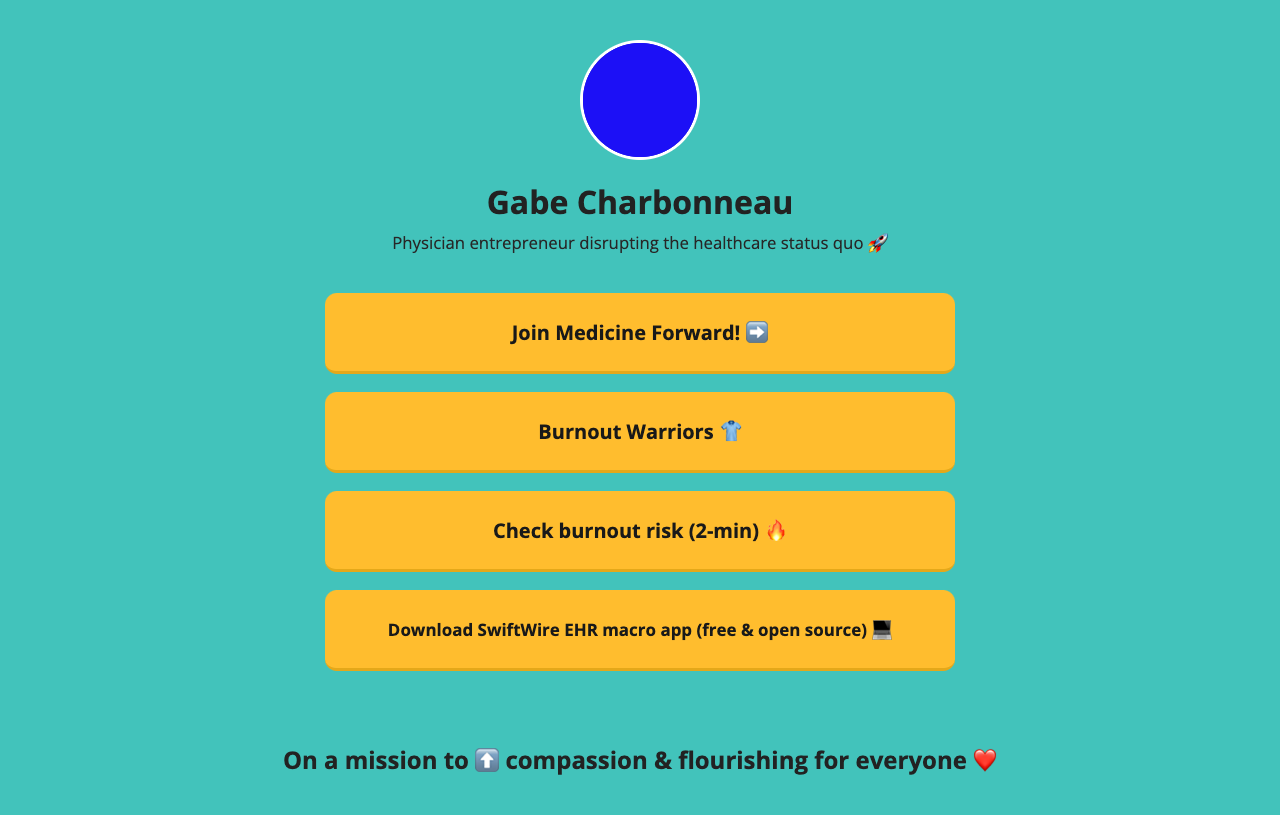 Gabe Charbonneau
Physician entrepreneur disrupting the healthcare status quo 🚀
Join Medicine Forward! ➡️
Burnout Warriors 👕
Check burnout risk (2-min) 🔥
Download SwiftWire EHR macro app (free & open source) 💻
On a mission to ⬆️ compassion & flourishing for everyone ❤️